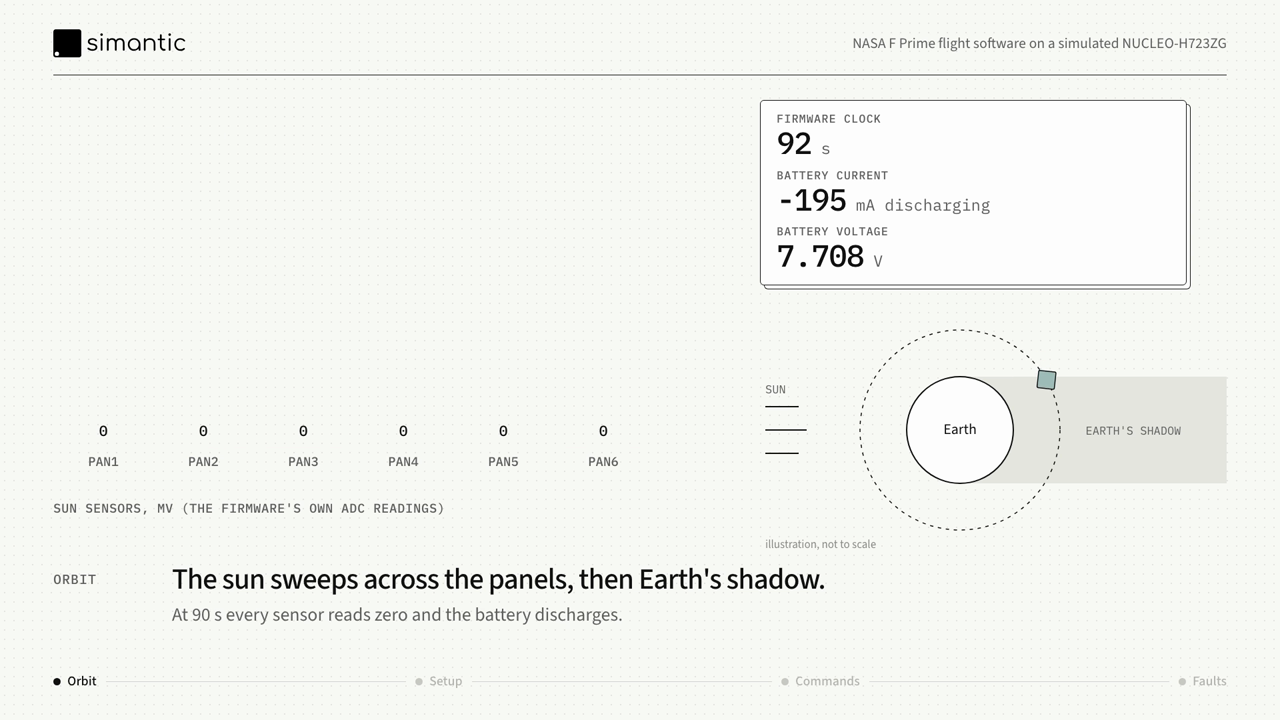 simantic
NASA F Prime flight software on a simulated NUCLEO-H723ZG
FIRMWARE CLOCK
92 s
BATTERY CURRENT
-195 mA discharging
BATTERY VOLTAGE
7.708 V
0 0 0 0 0 0
PAN1 PAN2 PAN3 PAN4 PAN5 PAN6
SUN SENSORS, MV (THE FIRMWARE'S OWN ADC READINGS)
SUN
Earth
EARTH'S SHADOW
illustration, not to scale
ORBIT
The sun sweeps across the panels, then Earth's shadow.
At 90 s every sensor reads zero and the battery discharges.
Orbit Setup Commands Faults